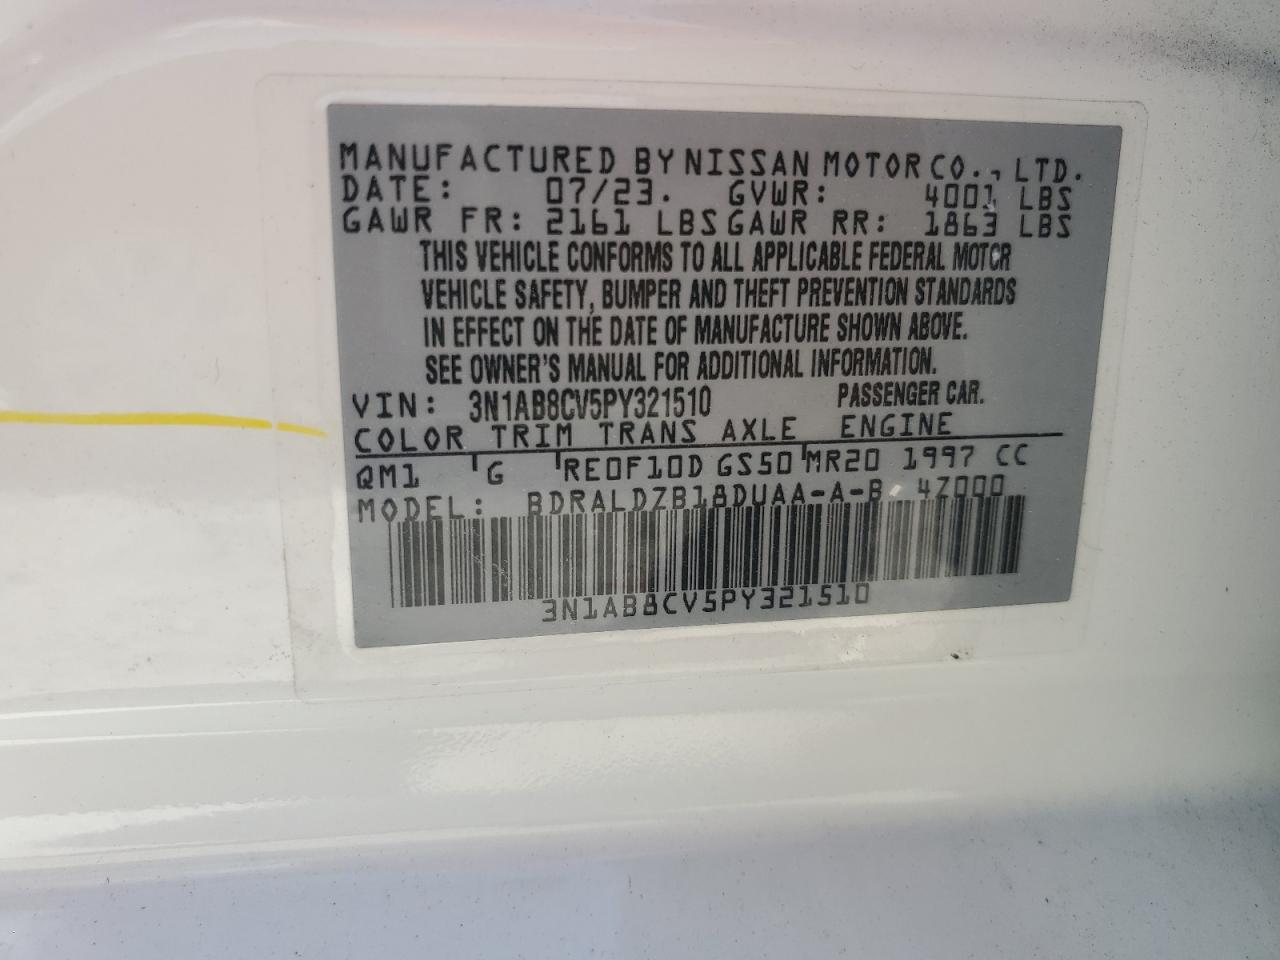 MANUFACTURED BY NISSAN MOTOR CO., LTD.
DATE: 07/23. GVWR: 4001 LBS
GAWR FR: 2161 LBS GAWR RR: 1863 LBS
THIS VEHICLE CONFORMS TO ALL APPLICABLE FEDERAL MOTOR
VEHICLE SAFETY, BUMPER AND THEFT PREVENTION STANDARDS
IN EFFECT ON THE DATE OF MANUFACTURE SHOWN ABOVE.
SEE OWNER'S MANUAL FOR ADDITIONAL INFORMATION.
VIN: 3N1AB8CV5PY321510 PASSENGER CAR.
COLOR TRIM TRANS AXLE ENGINE
QM1 G RE0F10D GS50 MR20 1997 CC
MODEL: BDRALDZB18DUAA-A-B 4Z000
3N1AB8CV5PY321510